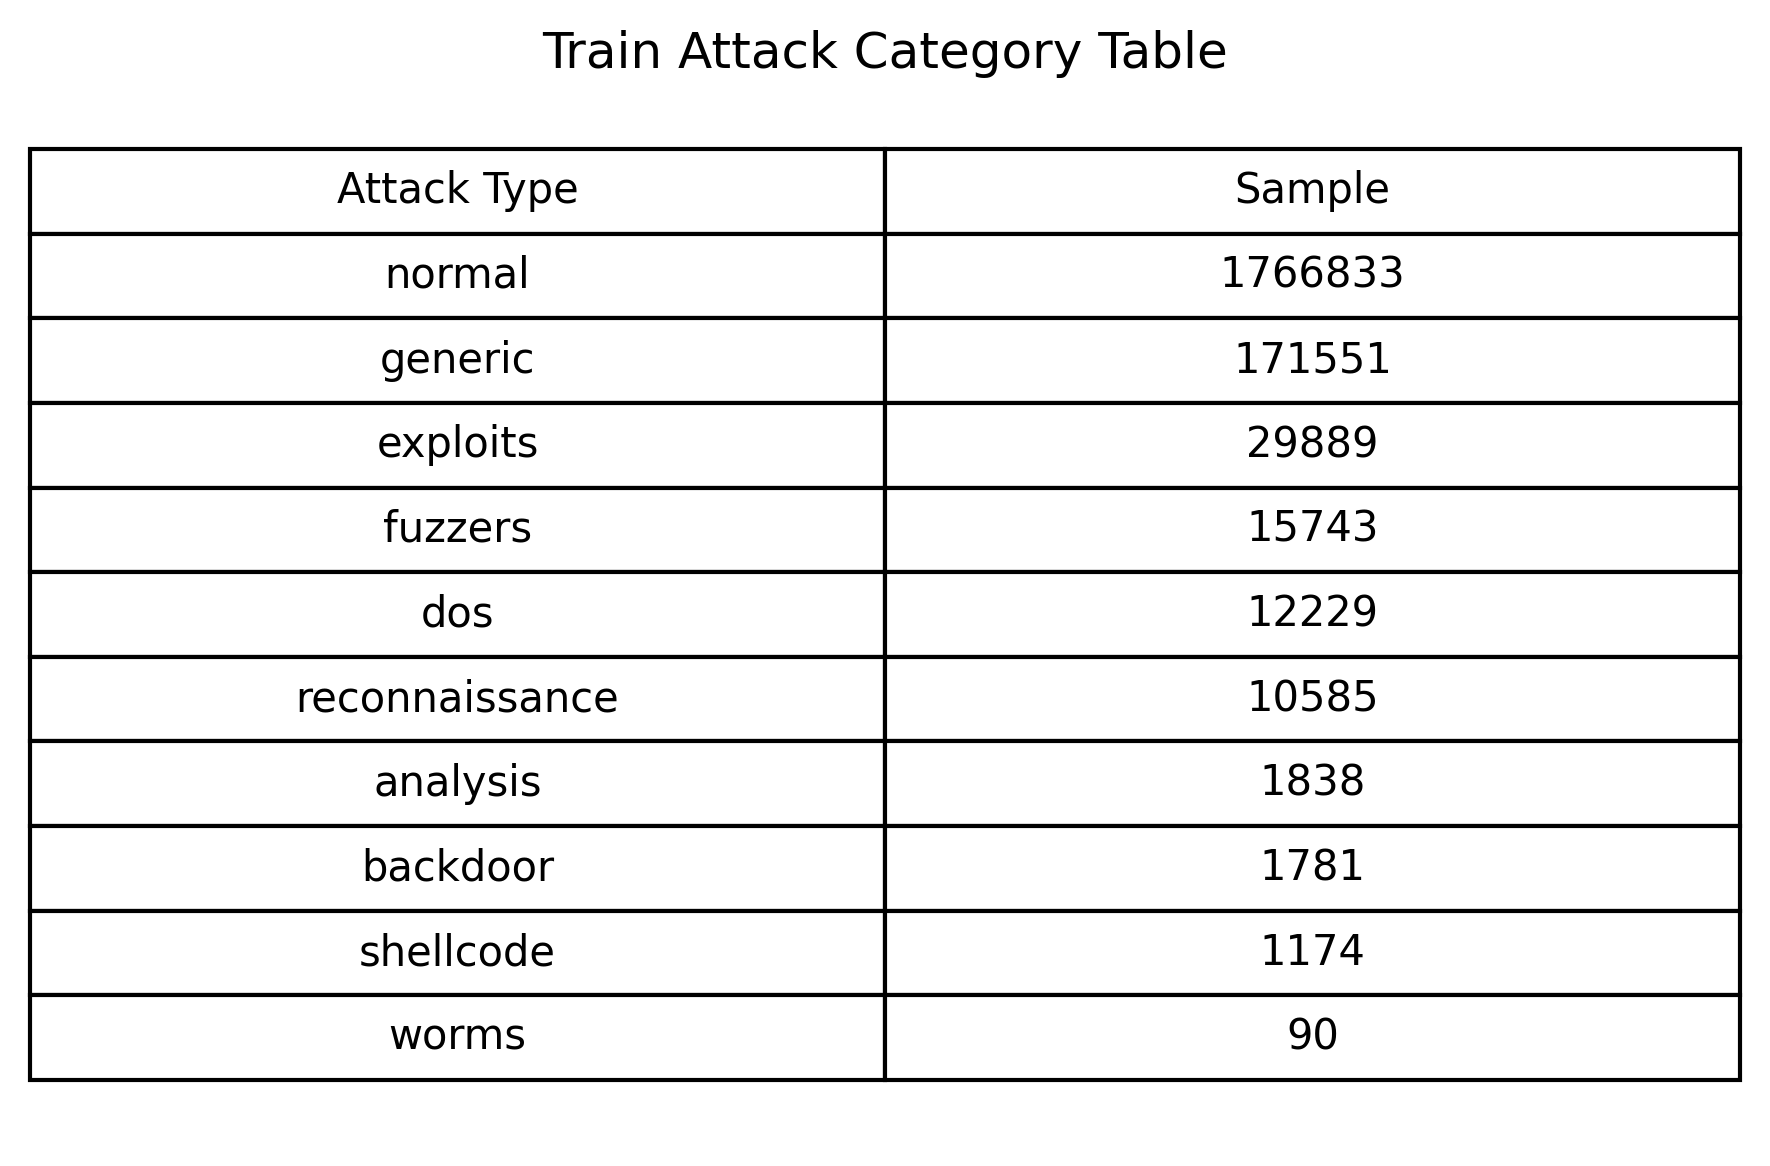 Train Attack Category Table
Attack Type Sample
normal 1766833
generic 171551
exploits 29889
fuzzers 15743
dos 12229
reconnaissance 10585
analysis 1838
backdoor 1781
shellcode 1174
worms 90